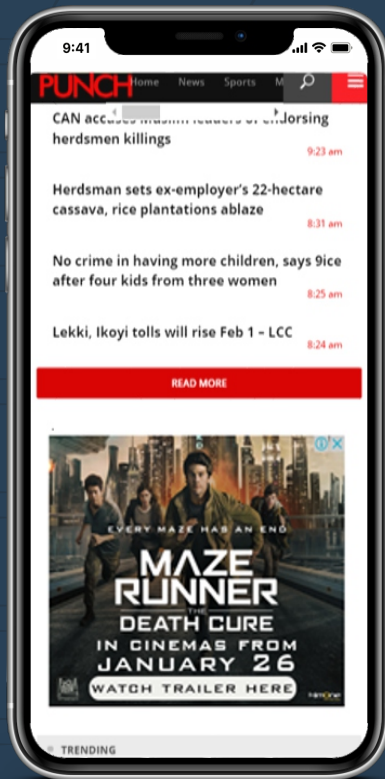 9:41
PUNCH Home News Sports M
CAN accuses Muslim leaders of endorsing
herdsmen killings
9:23 am
Herdsman sets ex-employer's 22-hectare
cassava, rice plantations ablaze
8:31 am
No crime in having more children, says 9ice
after four kids from three women
8:25 am
Lekki, Ikoyi tolls will rise Feb 1 – LCC
8:24 am
READ MORE
EVERY MAZE HAS AN END
MAZE
RUNNER
THE
DEATH CURE
IN CINEMAS FROM
JANUARY 26
WATCH TRAILER HERE
TRENDING